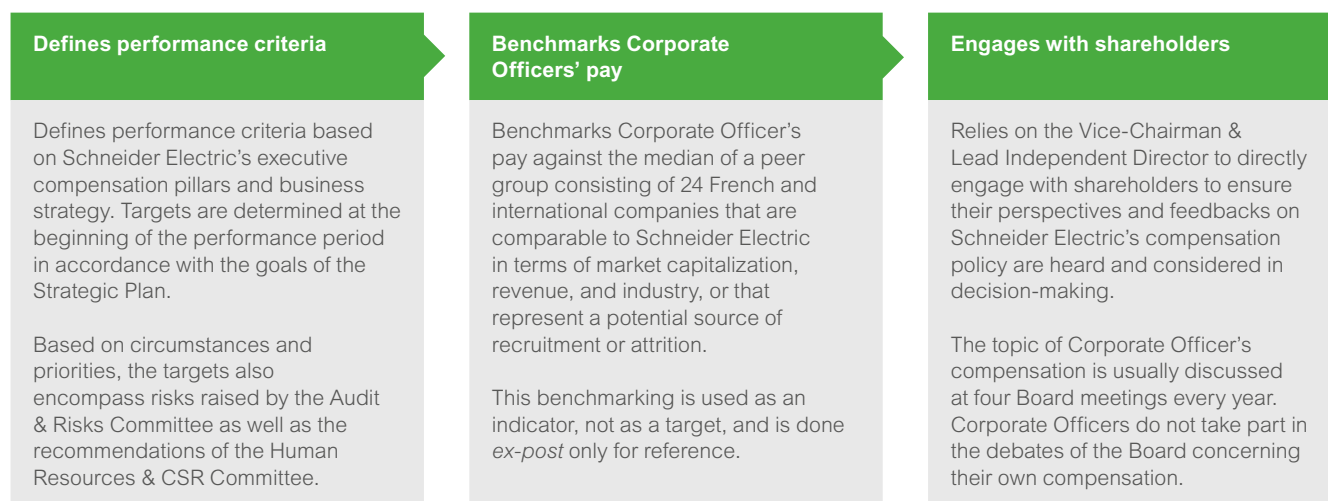 Defines performance criteria
Defines performance criteria based
on Schneider Electric’s executive
compensation pillars and business
strategy. Targets are determined at the
beginning of the performance period
in accordance with the goals of the
Strategic Plan.
Based on circumstances and
priorities, the targets also
encompass risks raised by the Audit
& Risks Committee as well as the
recommendations of the Human
Resources & CSR Committee.
Benchmarks Corporate
Officers’ pay
Benchmarks Corporate Officer’s
pay against the median of a peer
group consisting of 24 French and
international companies that are
comparable to Schneider Electric
in terms of market capitalization,
revenue, and industry, or that
represent a potential source of
recruitment or attrition.
This benchmarking is used as an
indicator, not as a target, and is done
ex-post only for reference.
Engages with shareholders
Relies on the Vice-Chairman &
Lead Independent Director to directly
engage with shareholders to ensure
their perspectives and feedbacks on
Schneider Electric’s compensation
policy are heard and considered in
decision-making.
The topic of Corporate Officer’s
compensation is usually discussed
at four Board meetings every year.
Corporate Officers do not take part in
the debates of the Board concerning
their own compensation.